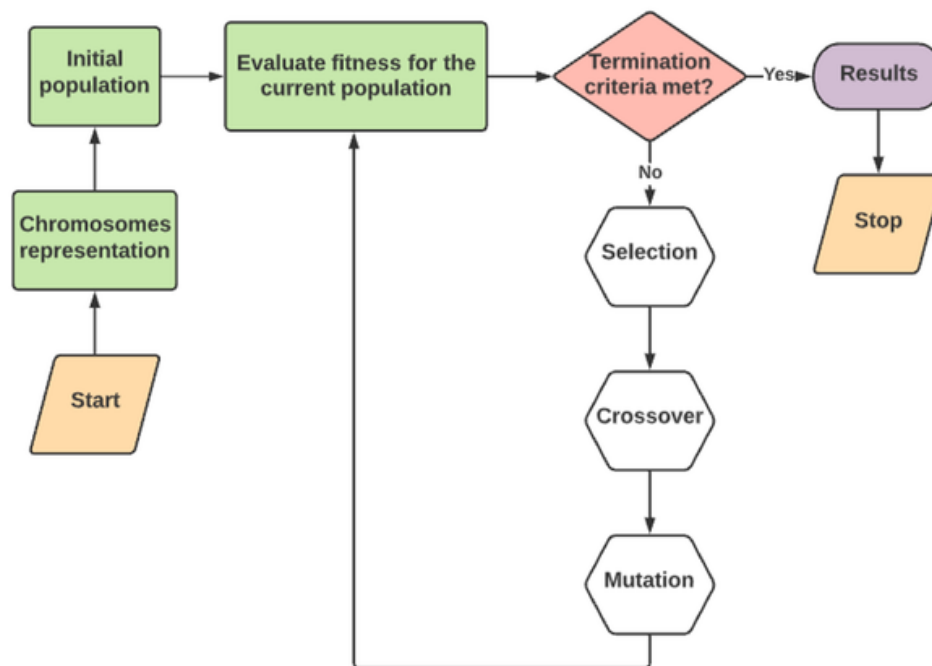 Initial
population
Evaluate fitness for the
current population
Termination
criteria met?
Yes
Results
No
Chromosomes
representation
Selection
Stop
Start
Crossover
Mutation